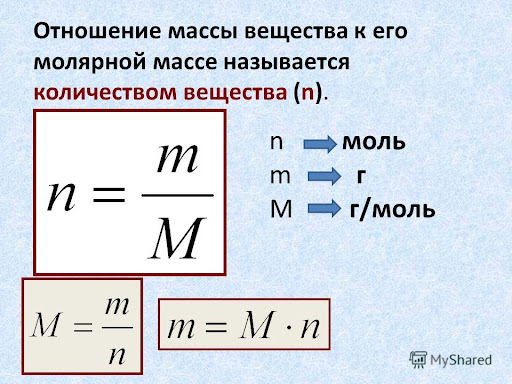 Отношение массы вещества к его
молярной массе называется
количеством вещества (n).
n = m/M
n моль
m г
M г/моль
M = m/n
m = M · n
MyShared